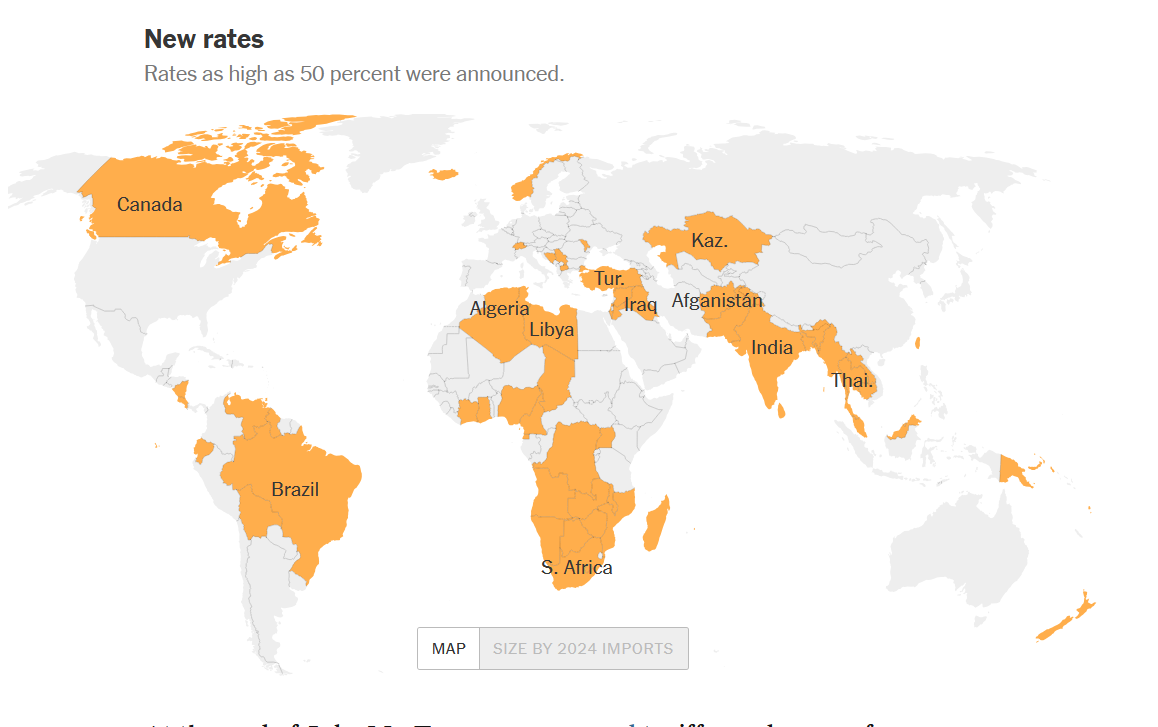 New rates
Rates as high as 50 percent were announced.
Canada
Kaz.
Tur.
Afganistán
Iraq
Algeria
Libya
India
Thai.
Brazil
S. Africa
MAP
SIZE BY 2024 IMPORTS